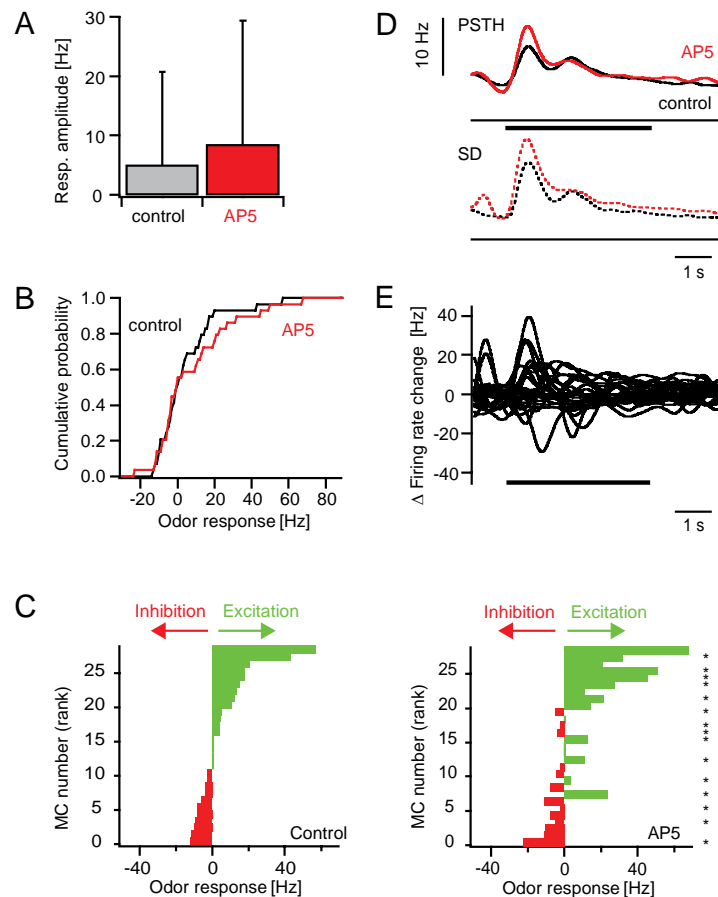 A
Resp. amplitude [Hz]
30
20
10
0
control
AP5
B
Cumulative probability
1.0
0.8
0.6
0.4
0.2
0.0
control
AP5
-20 0 20 40 60 80
Odor response [Hz]
C
Inhibition Excitation
MC number (rank)
25
20
15
10
5
0
Control
-40 0 40
Odor response [Hz]
Inhibition Excitation
MC number (rank)
25
20
15
10
5
0
* * * * * * * * * * * * * * *
AP5
-40 0 40
Odor response [Hz]
D
10 Hz
PSTH
AP5
control
SD
1 s
E
Δ Firing rate change [Hz]
40
20
0
-20
-40
1 s